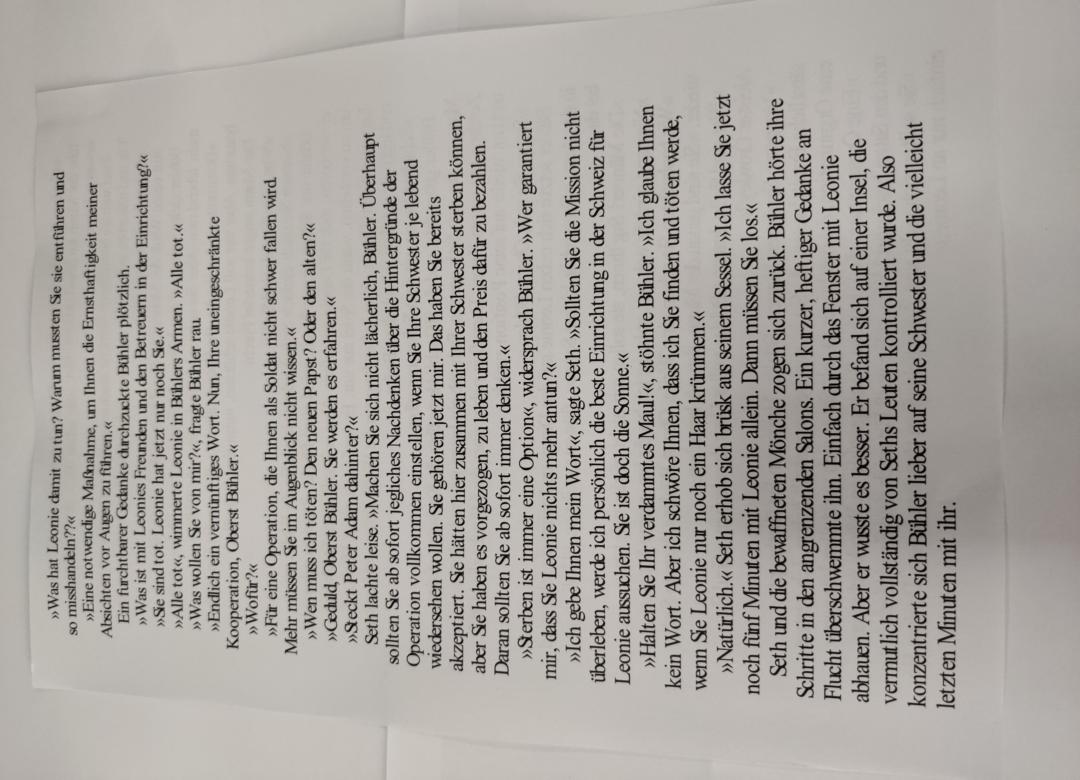 »Was hat Leonie damit zu tun? Warum mussten Sie sie entführen und
so misshandeln??«
»Eine notwendige Maßnahme, um Ihnen die Ernsthaftigkeit meiner
Absichten vor Augen zu führen.«
Ein furchtbarer Gedanke durchzuckte Bühler plötzlich.
»Was ist mit Leonies Freunden und den Betreuern in der Einrichtung?«
»Sie sind tot. Leonie hat jetzt nur noch Sie.«
»Alle tot«, wimmerte Leonie in Bühlers Armen. »Alle tot.«
»Was wollen Sie von mir?«, fragte Bühler rau.
»Endlich ein vernünftiges Wort. Nun, Ihre uneingeschränkte
Kooperation, Oberst Bühler.«
»Wofür?«
»Für eine Operation, die Ihnen als Soldat nicht schwer fallen wird.
Mehr müssen Sie im Augenblick nicht wissen.«
»Wen muss ich töten? Den neuen Papst? Oder den alten?«
»Geduld, Oberst Bühler. Sie werden es erfahren.«
»Steckt Peter Adam dahinter?«
Seth lachte leise. »Machen Sie sich nicht lächerlich, Bühler. Überhaupt
sollten Sie ab sofort jegliches Nachdenken über die Hintergründe der
Operation vollkommen einstellen, wenn Sie Ihre Schwester je lebend
wiedersehen wollen. Sie gehören jetzt mir. Das haben Sie bereits
akzeptiert. Sie hätten hier zusammen mit Ihrer Schwester sterben können,
aber Sie haben es vorgezogen, zu leben und den Preis dafür zu bezahlen.
Daran sollten Sie ab sofort immer denken.«
»Sterben ist immer eine Option«, widersprach Bühler. »Wer garantiert
mir, dass Sie Leonie nichts mehr antun?«
»Ich gebe Ihnen mein Wort«, sagte Seth. »Sollten Sie die Mission nicht
überleben, werde ich persönlich die beste Einrichtung in der Schweiz für
Leonie aussuchen. Sie ist doch die Sonne.«
»Halten Sie Ihr verdammtes Maul!«, stöhnte Bühler. »Ich glaube Ihnen
kein Wort. Aber ich schwöre Ihnen, dass ich Sie finden und töten werde,
wenn Sie Leonie nur noch ein Haar krümmen.«
»Natürlich.« Seth erhob sich brüsk aus seinem Sessel. »Ich lasse Sie jetzt
noch fünf Minuten mit Leonie allein. Dann müssen Sie los.«
Seth und die bewaffneten Mönche zogen sich zurück. Bühler hörte ihre
Schritte in den angrenzenden Salons. Ein kurzer, heftiger Gedanke an
Flucht überschwemmte ihn. Einfach durch das Fenster mit Leonie
abhauen. Aber er wusste es besser. Er befand sich auf einer Insel, die
vermutlich vollständig von Seths Leuten kontrolliert wurde. Also
konzentrierte sich Bühler lieber auf seine Schwester und die vielleicht
letzten Minuten mit ihr.